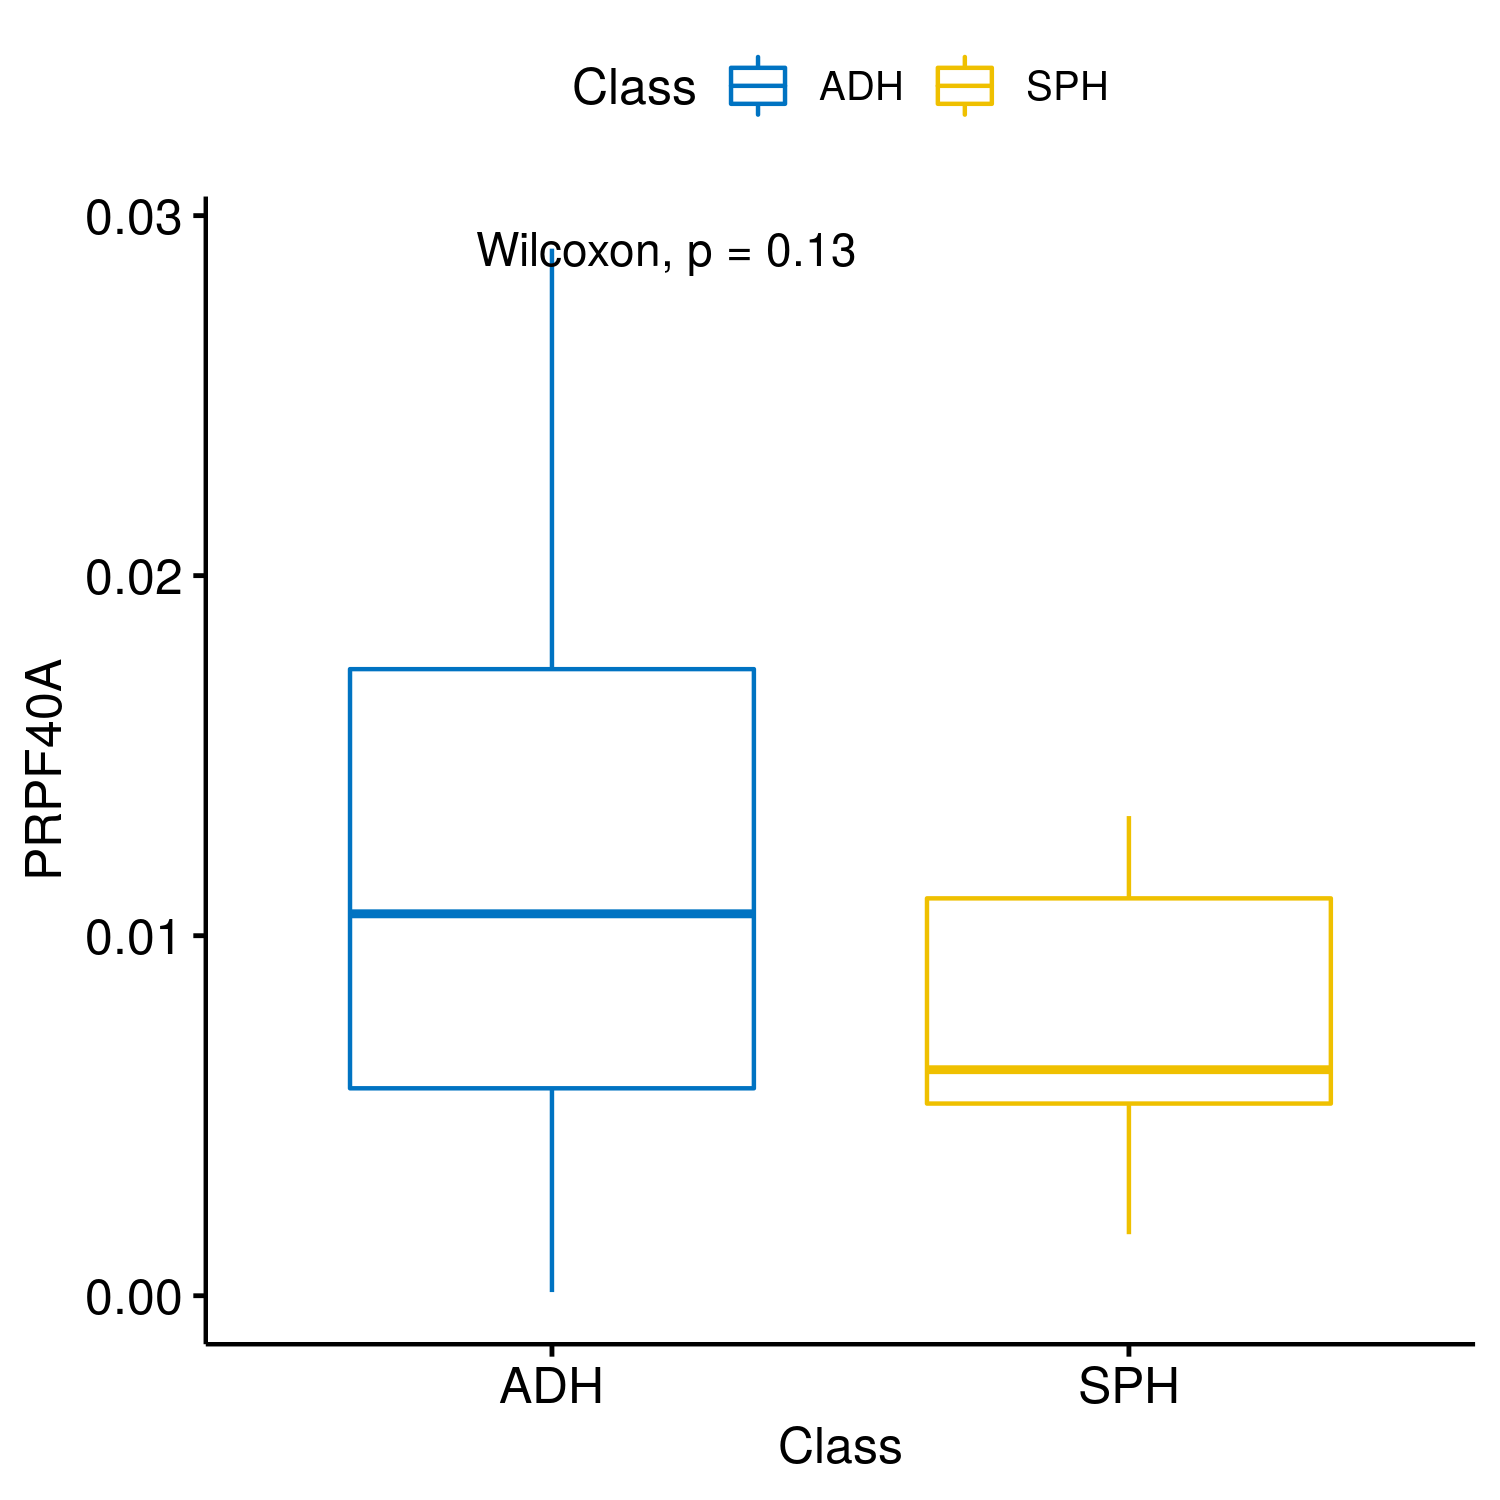 Class ADH SPH
0.03
Wilcoxon, p = 0.13
0.02
PRPF40A
0.01
0.00
ADH SPH
Class